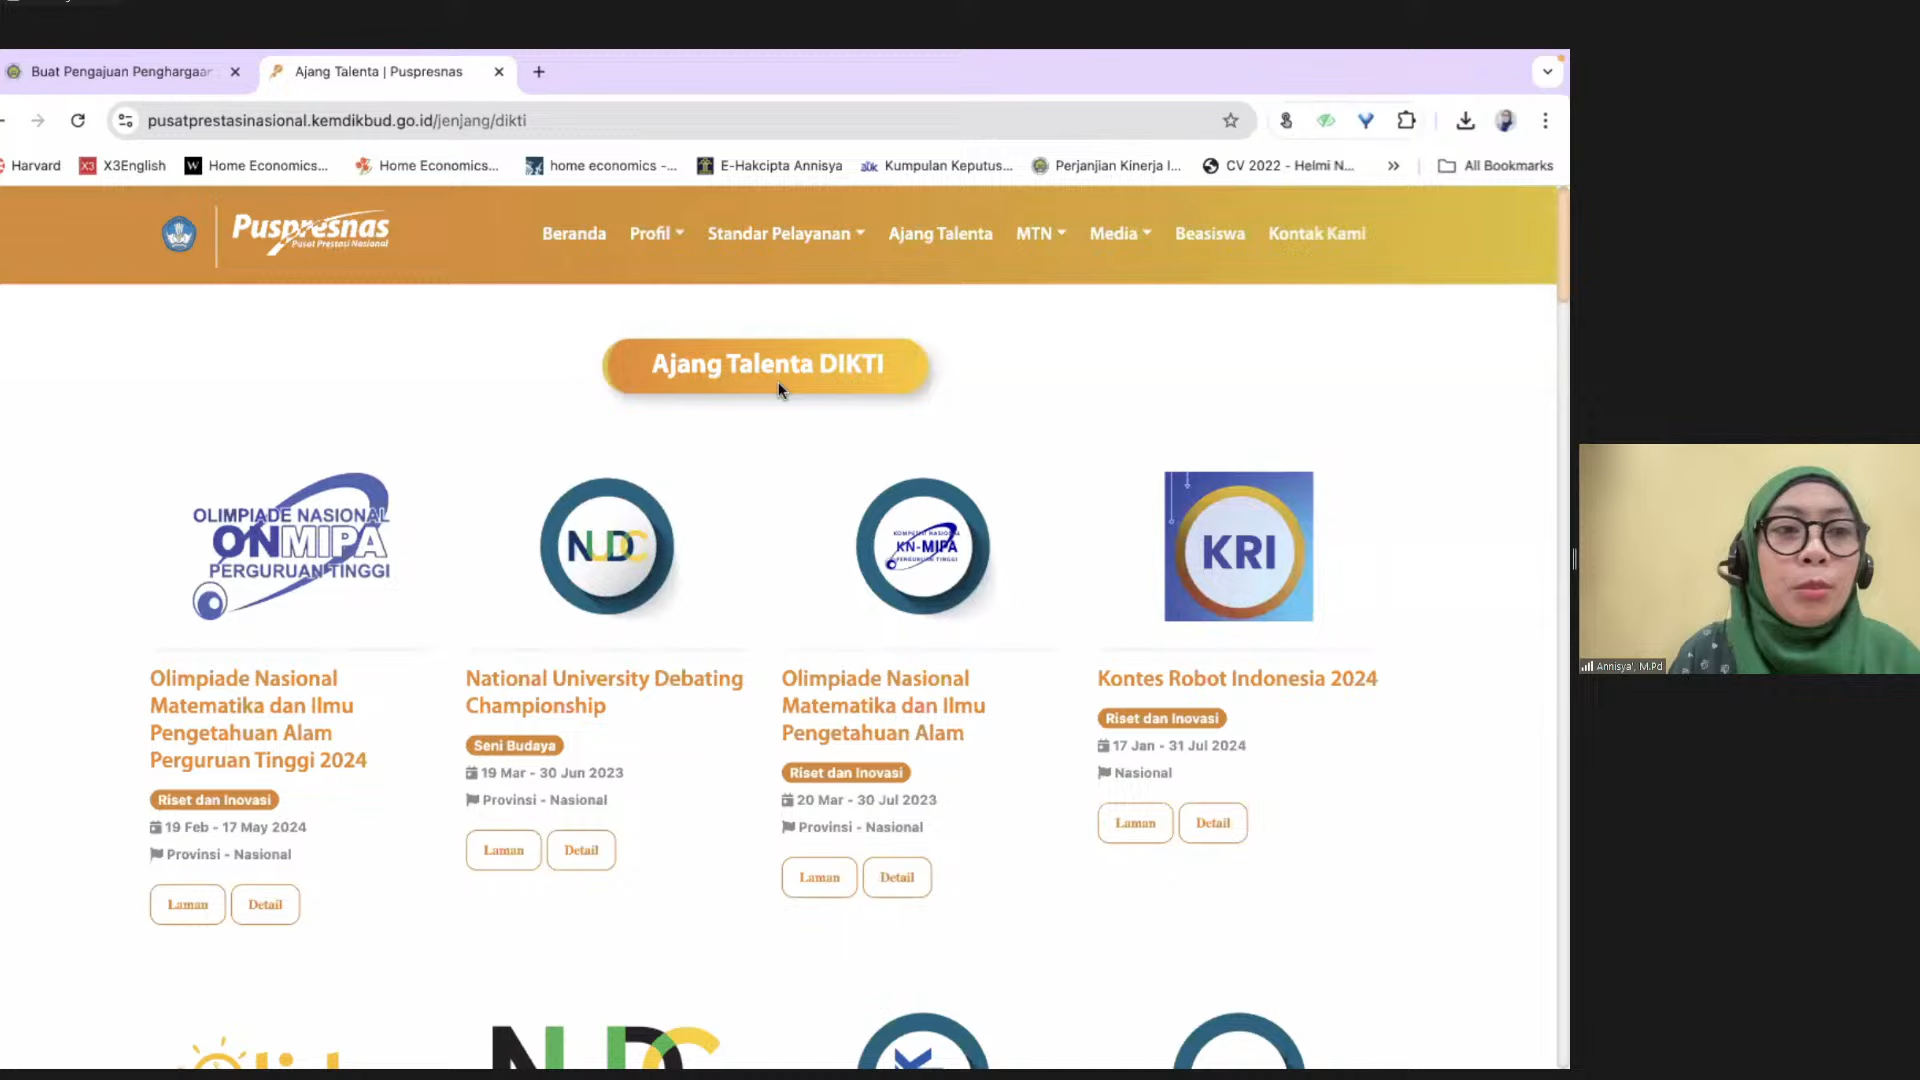 Buat Pengajuan Penghargaan
Ajang Talenta | Puspresnas
pusatprestasinasional.kemdikbud.go.id/jenjang/dikti
Harvard
X3 X3English
W Home Economics...
Home Economics...
home economics -...
E-Hakcipta Annisya
Kumpulan Keputus...
Perjanjian Kinerja I...
CV 2022 - Helmi N...
All Bookmarks
Puspresnas
Pusat Prestasi Nasional
Beranda Profil Standar Pelayanan Ajang Talenta MTN Media Beasiswa Kontak Kami
Ajang Talenta DIKTI
OLIMPIADE NASIONAL
ONMIPA
PERGURUAN TINGGI
NUDC
KN-MIPA
PERGURUAN TINGGI
KRI
Olimpiade Nasional
Matematika dan Ilmu
Pengetahuan Alam
Perguruan Tinggi 2024
Riset dan Inovasi
19 Feb - 17 May 2024
Provinsi - Nasional
Laman Detail
National University Debating
Championship
Seni Budaya
19 Mar - 30 Jun 2023
Provinsi - Nasional
Laman Detail
Olimpiade Nasional
Matematika dan Ilmu
Pengetahuan Alam
Riset dan Inovasi
20 Mar - 30 Jul 2023
Provinsi - Nasional
Laman Detail
Kontes Robot Indonesia 2024
Riset dan Inovasi
17 Jan - 31 Jul 2024
Nasional
Laman Detail
NUDC
Annisya', M.Pd